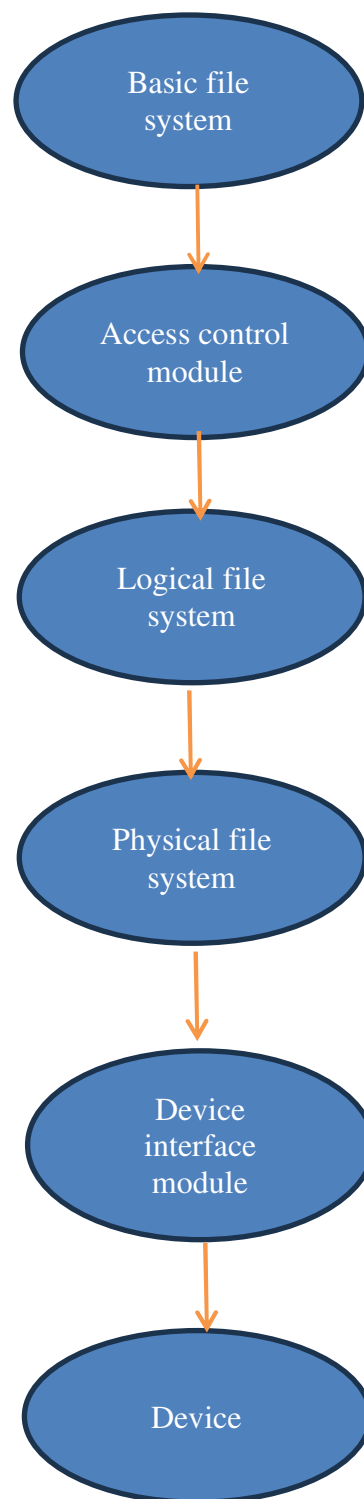 Basic file
system
Access control
module
Logical file
system
Physical file
system
Device
interface
module
Device